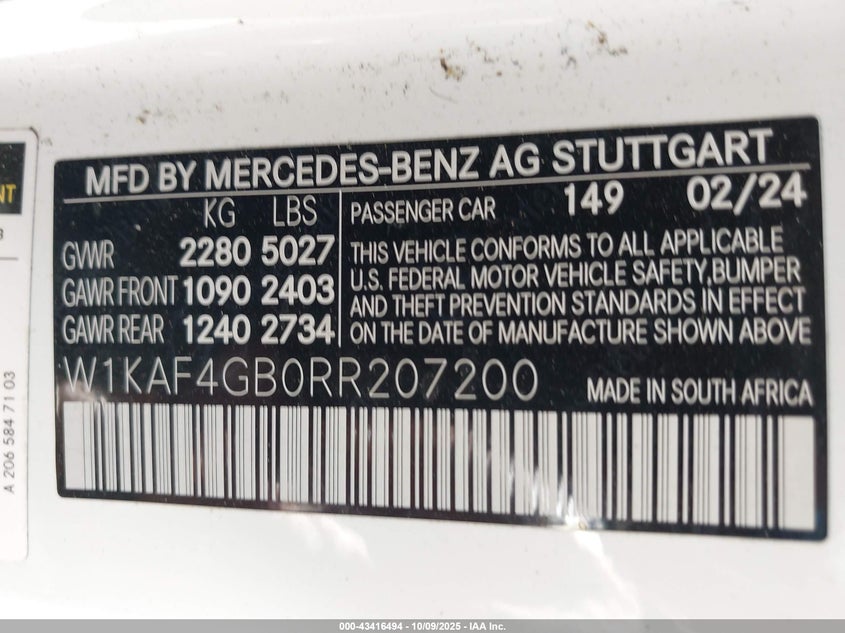 MFD BY MERCEDES-BENZ AG STUTTGART
KG LBS
GVWR 2280 5027
GAWR FRONT 1090 2403
GAWR REAR 1240 2734
PASSENGER CAR 149 02/24
THIS VEHICLE CONFORMS TO ALL APPLICABLE
U.S. FEDERAL MOTOR VEHICLE SAFETY, BUMPER
AND THEFT PREVENTION STANDARDS IN EFFECT
ON THE DATE OF MANUFACTURE SHOWN ABOVE
W1KAF4GB0RR207200 MADE IN SOUTH AFRICA
A 206 584 71 03
000-43416494 - 10/09/2025 - IAA Inc.